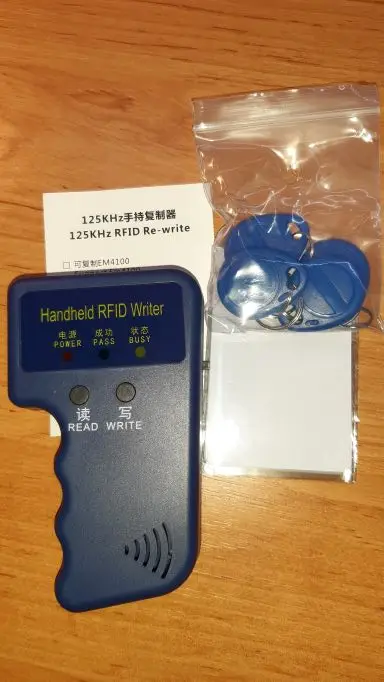 125KHz手持复制器
125KHz RFID Re-write
□ 可复制EM4100
Handheld RFID Writer
电源 成功 状态
POWER PASS BUSY
读 写
READ WRITE